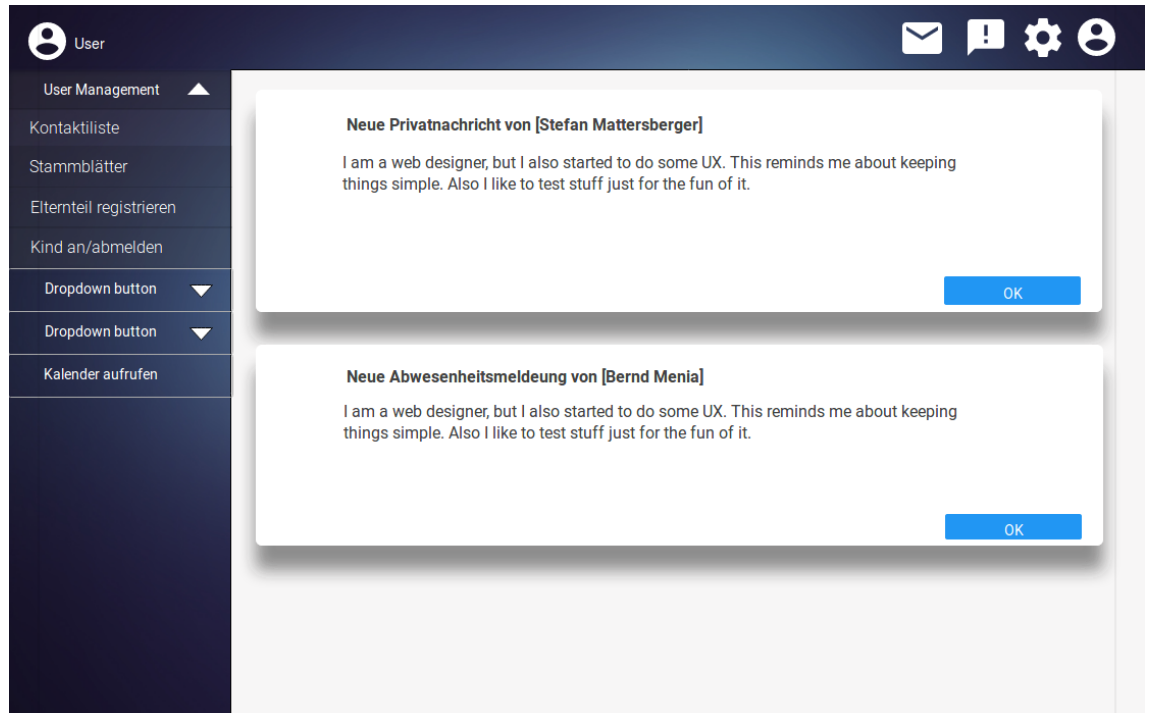 User
User Management
Kontaktiliste
Stammblätter
Elternteil registrieren
Kind an/abmelden
Dropdown button
Dropdown button
Kalender aufrufen
Neue Privatnachricht von [Stefan Mattersberger]
I am a web designer, but I also started to do some UX. This reminds me about keeping
things simple. Also I like to test stuff just for the fun of it.
OK
Neue Abwesenheitsmeldeung von [Bernd Menia]
I am a web designer, but I also started to do some UX. This reminds me about keeping
things simple. Also I like to test stuff just for the fun of it.
OK